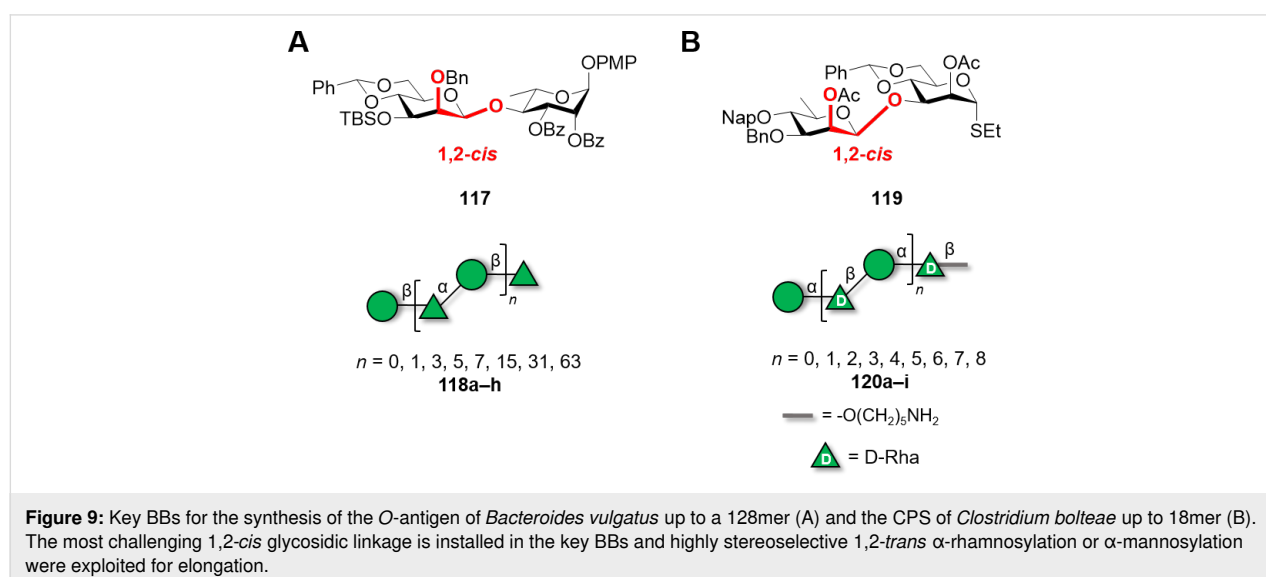 A
B
OPMP
Ph
O
O
OBn
O
TBSO
O
O
OBz
OBz
1,2-cis
117
Ph
O
O
OAc
O
O
OAc
NapO
BnO
O
SEt
1,2-cis
119
β
α
β
n
n = 0, 1, 3, 5, 7, 15, 31, 63
118a–h
α
β
α
β
D
D
n
n = 0, 1, 2, 3, 4, 5, 6, 7, 8
120a–i
= -O(CH2)5NH2
D = D-Rha
Figure 9: Key BBs for the synthesis of the O-antigen of Bacteroides vulgatus up to a 128mer (A) and the CPS of Clostridium bolteae up to 18mer (B).
The most challenging 1,2-cis glycosidic linkage is installed in the key BBs and highly stereoselective 1,2-trans α-rhamnosylation or α-mannosylation
were exploited for elongation.